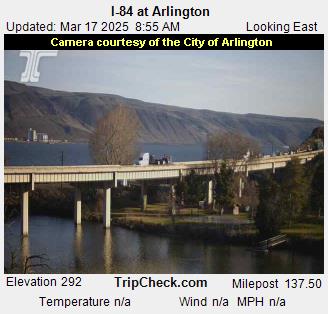 I-84 at Arlington
Updated: Mar 17 2025 8:55 AM Looking East
Camera courtesy of the City of Arlington
Elevation 292 TripCheck.com Milepost 137.50
Temperature n/a Wind n/a MPH n/a